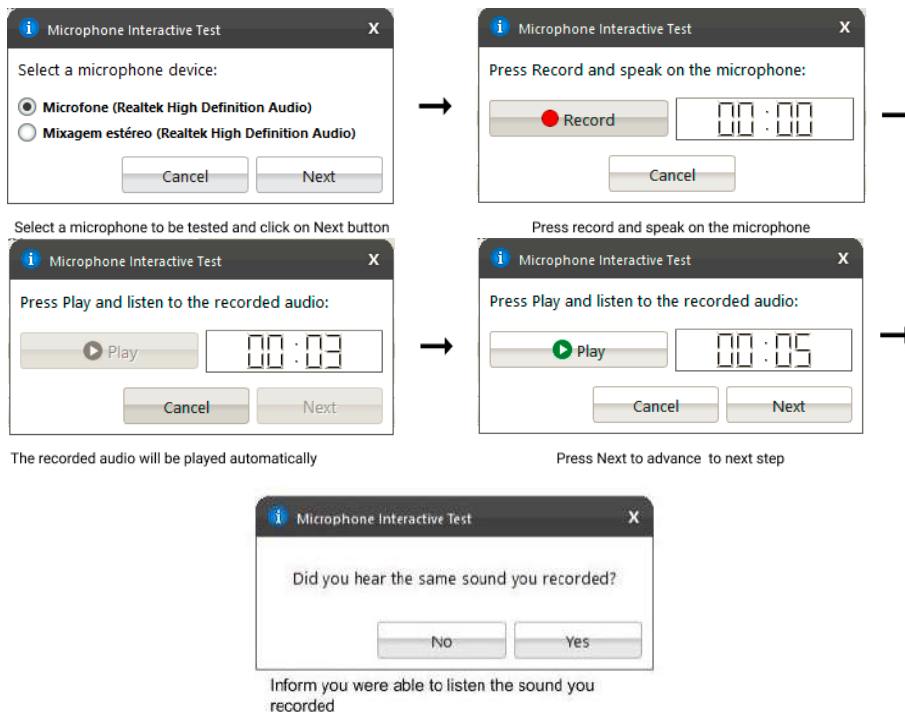 Microphone Interactive Test X
Select a microphone device:
Microfone (Realtek High Definition Audio)
Mixagem estéreo (Realtek High Definition Audio)
Cancel Next
Select a microphone to be tested and click on Next button
Microphone Interactive Test X
Press Record and speak on the microphone:
Record 00:00
Cancel
Press record and speak on the microphone
Microphone Interactive Test X
Press Play and listen to the recorded audio:
Play 00:03
Cancel Next
The recorded audio will be played automatically
Microphone Interactive Test X
Press Play and listen to the recorded audio:
Play 00:05
Cancel Next
Press Next to advance to next step
Microphone Interactive Test X
Did you hear the same sound you recorded?
No Yes
Inform you were able to listen the sound you
recorded